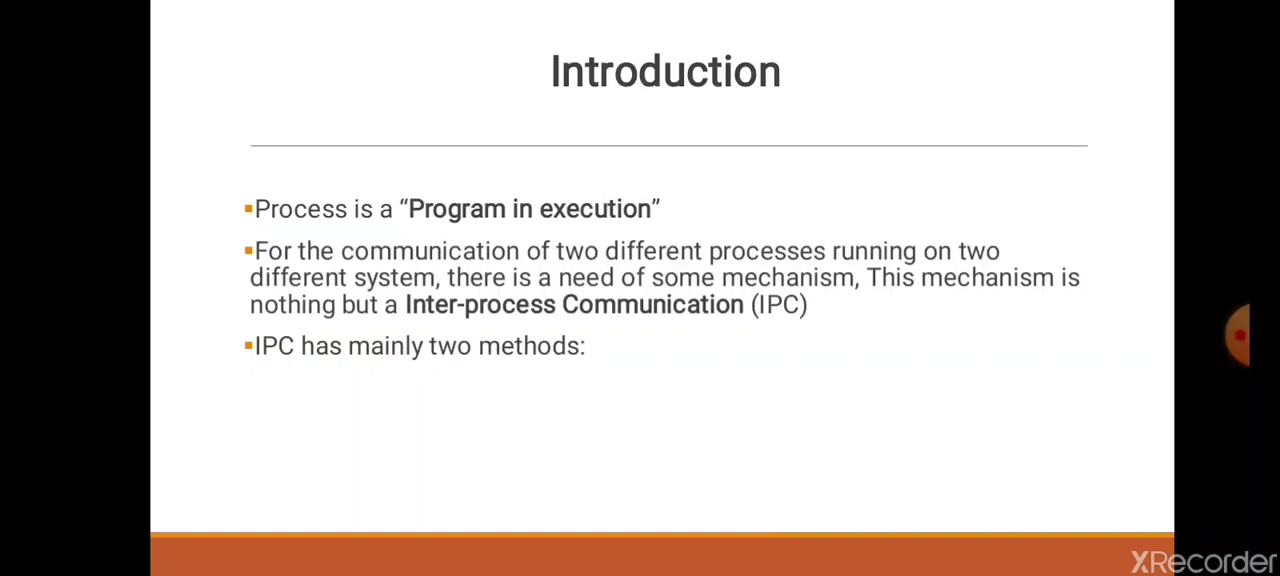 Introduction
▪Process is a “Program in execution”
▪For the communication of two different processes running on two
different system, there is a need of some mechanism, This mechanism is
nothing but a Inter-process Communication (IPC)
▪IPC has mainly two methods:
XRecorder